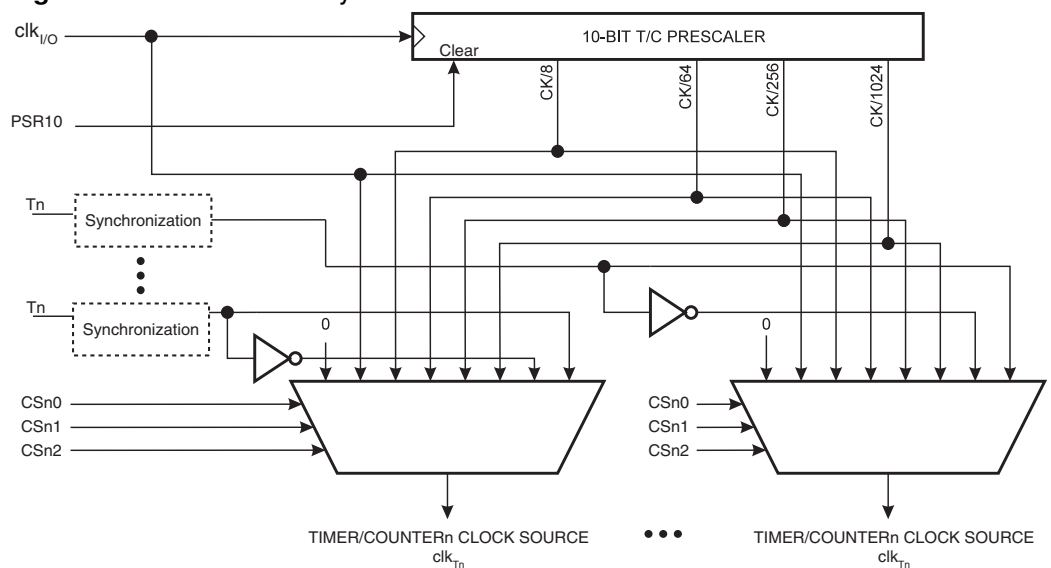 clkI/O
10-BIT T/C PRESCALER
Clear
CK/8
CK/64
CK/256
CK/1024
PSR10
Tn
Synchronization
Tn
Synchronization
0
0
CSn0
CSn1
CSn2
CSn0
CSn1
CSn2
TIMER/COUNTERn CLOCK SOURCE
clkTn
TIMER/COUNTERn CLOCK SOURCE
clkTn